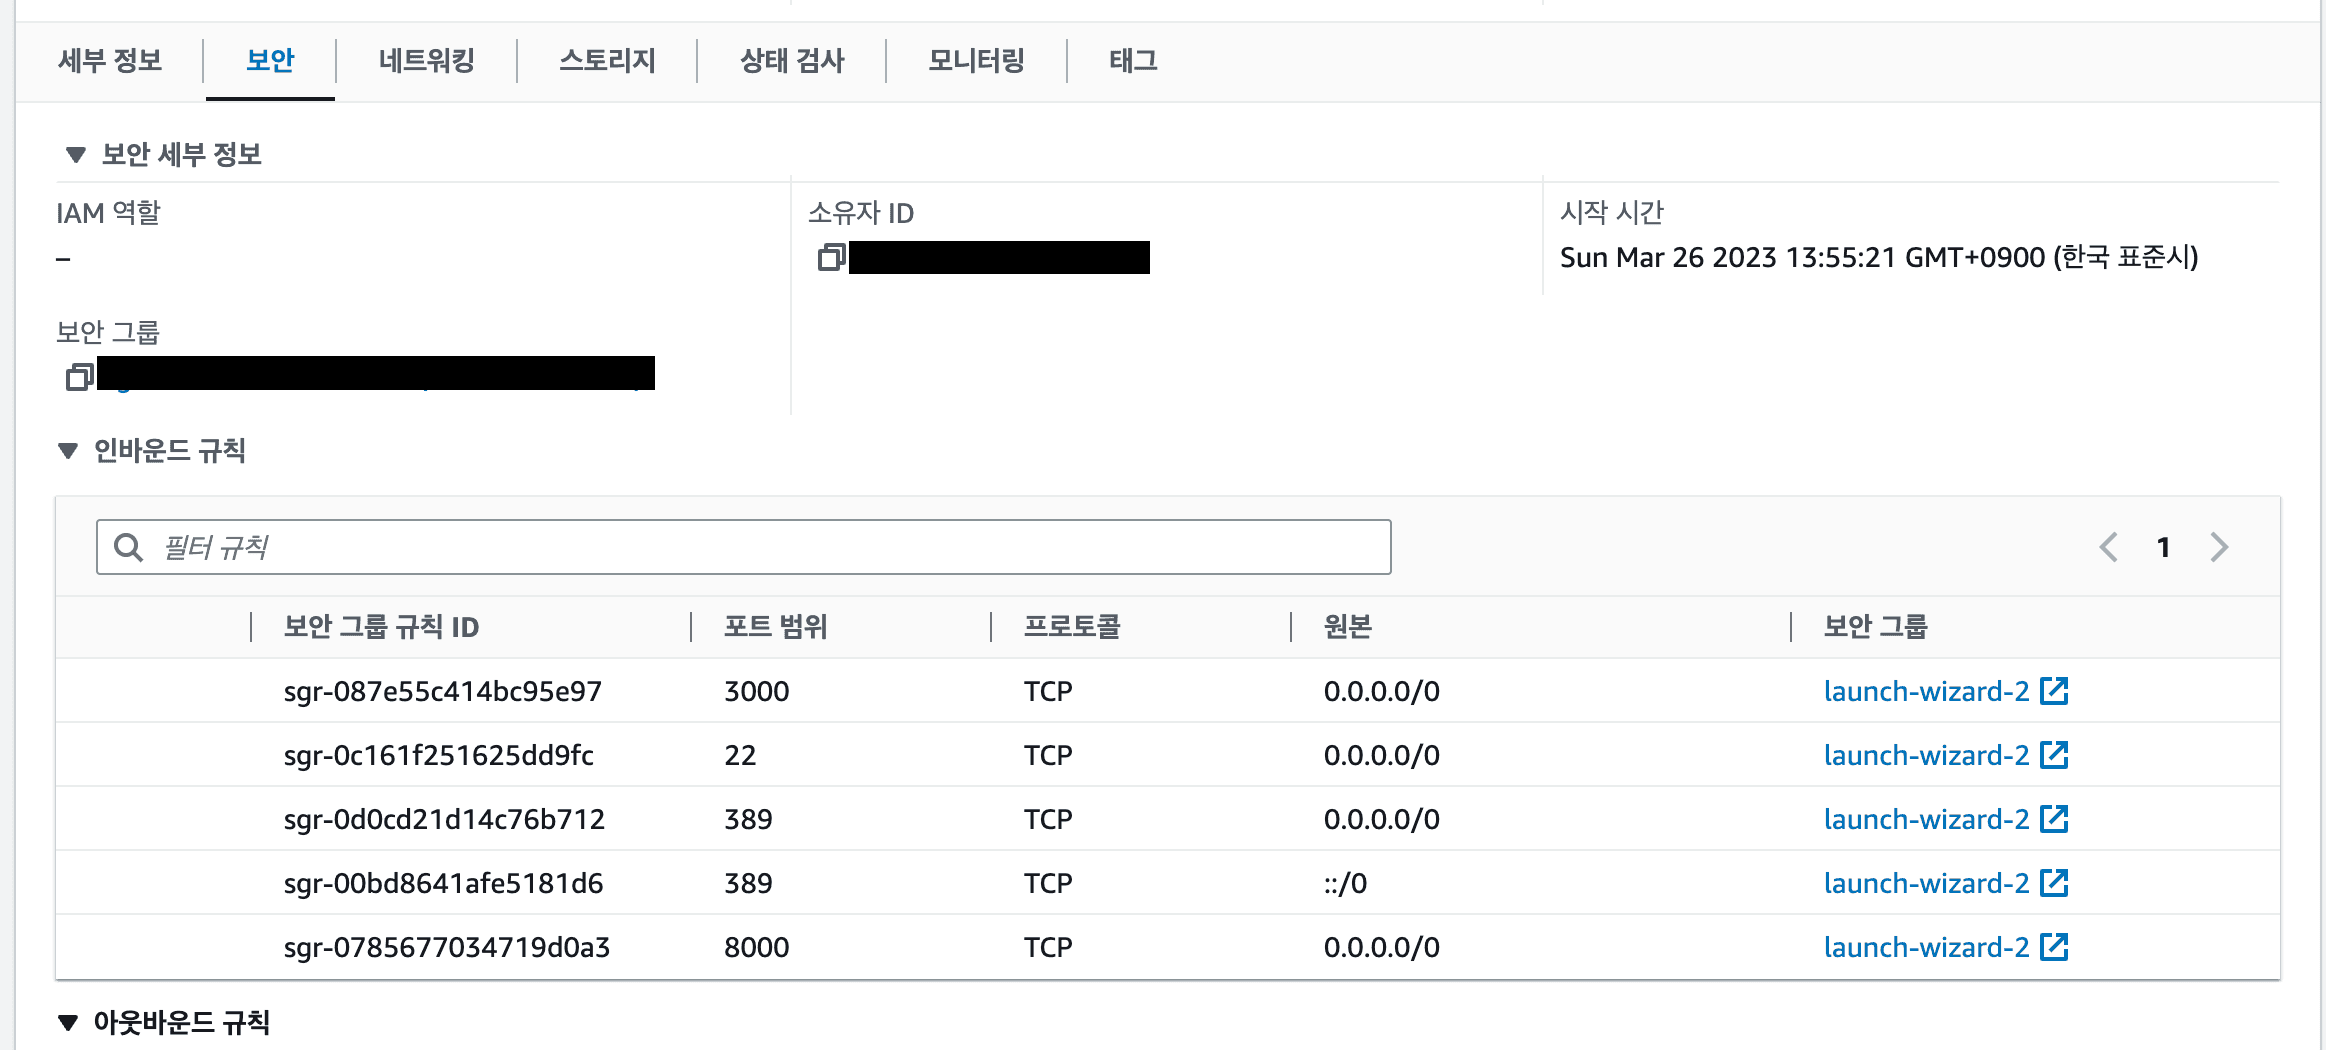 세부 정보 보안 네트워킹 스토리지 상태 검사 모니터링 태그
보안 세부 정보
IAM 역할 소유자 ID 시작 시간
– Sun Mar 26 2023 13:55:21 GMT+0900 (한국 표준시)
보안 그룹
인바운드 규칙
필터 규칙 1
보안 그룹 규칙 ID 포트 범위 프로토콜 원본 보안 그룹
sgr-087e55c414bc95e97 3000 TCP 0.0.0.0/0 launch-wizard-2
sgr-0c161f251625dd9fc 22 TCP 0.0.0.0/0 launch-wizard-2
sgr-0d0cd21d14c76b712 389 TCP 0.0.0.0/0 launch-wizard-2
sgr-00bd8641afe5181d6 389 TCP ::/0 launch-wizard-2
sgr-0785677034719d0a3 8000 TCP 0.0.0.0/0 launch-wizard-2
아웃바운드 규칙